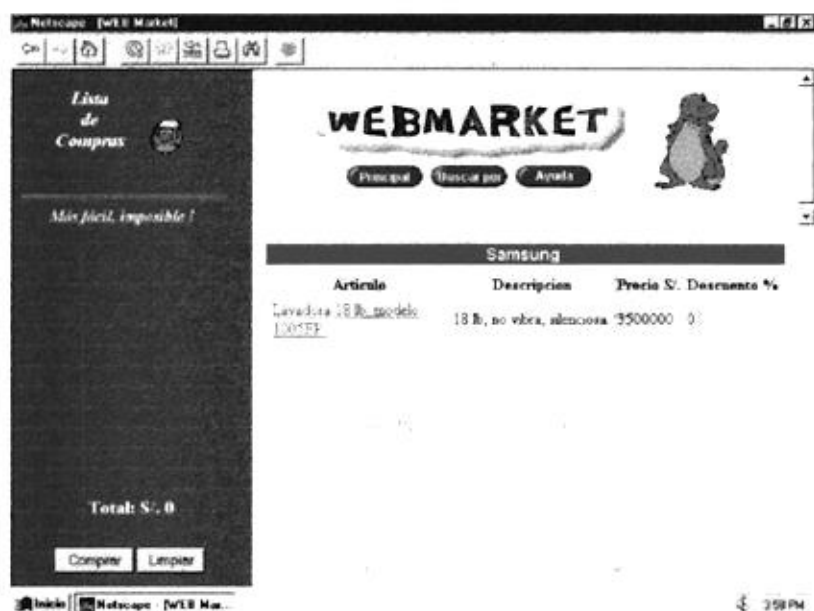 Netscape - [WEB Market]
Lista
de
Compras
Más fácil, imposible !
Total: S/. 0
Comprar Limpiar
WEBMARKET
Principal Buscar por Ayuda
Samsung
Artículo Descripcion Precio S/. Descuento %
Lavadora 18 lb. modelo 18 lb, no vibra, silenciosa 3500000 0
Inicio Netscape - [WEB Mar... 3:58 PM